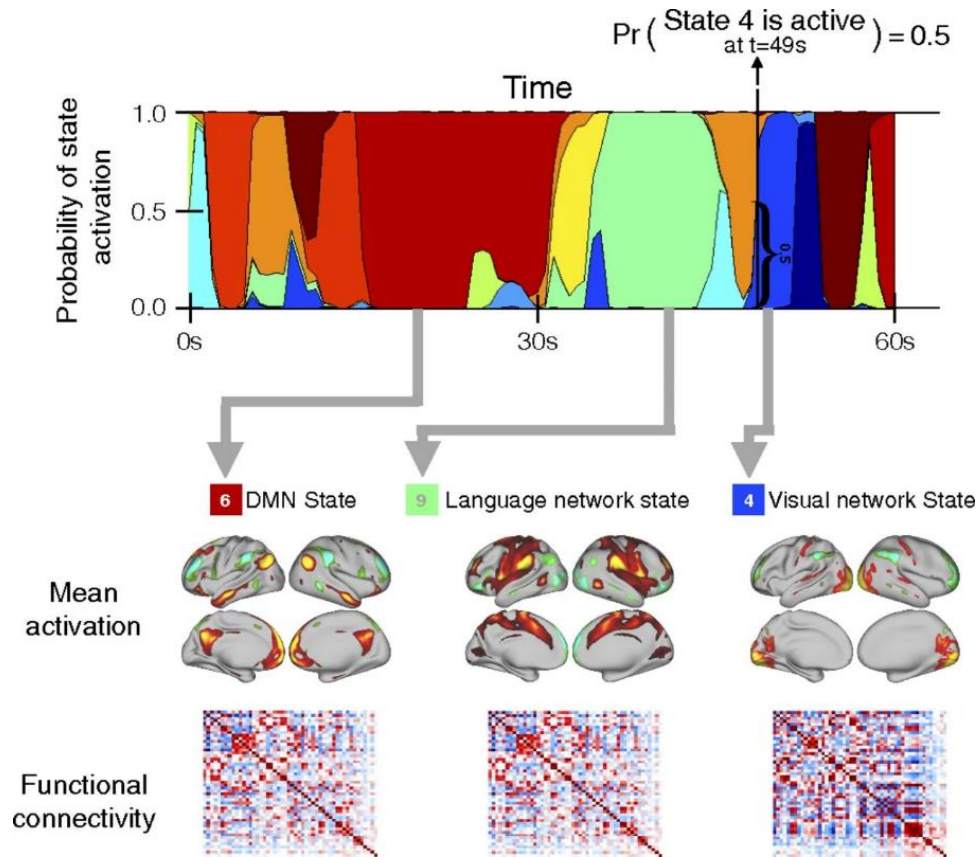 Pr ( State 4 is active at t=49s ) = 0.5
Time
Probability of state
activation
1.0
0.5
0.0
0.5
0s
30s
60s
6 DMN State
9 Language network state
4 Visual network State
Mean
activation
Functional
connectivity